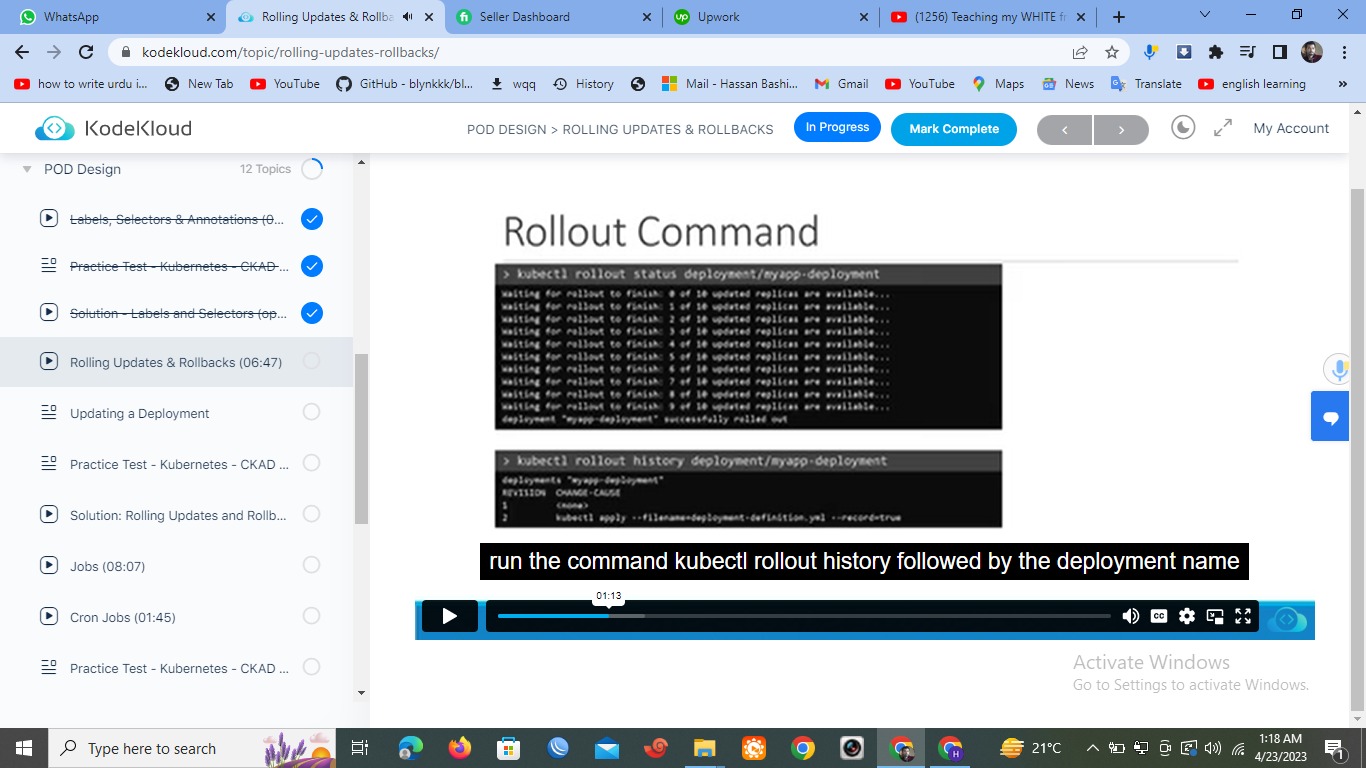 WhatsApp
Rolling Updates & Rollba
Seller Dashboard
Upwork
(1256) Teaching my WHITE fr
kodekloud.com/topic/rolling-updates-rollbacks/
how to write urdu i...
New Tab
YouTube
GitHub - blynkkk/bl...
wqq
History
Mail - Hassan Bashi...
Gmail
YouTube
Maps
News
Translate
english learning
»
KodeKloud
POD DESIGN > ROLLING UPDATES & ROLLBACKS
In Progress
Mark Complete
My Account
POD Design
12 Topics
Labels, Selectors & Annotations (0...
Practice Test - Kubernetes - CKAD ...
Solution - Labels and Selectors (op...
Rolling Updates & Rollbacks (06:47)
Updating a Deployment
Practice Test - Kubernetes - CKAD ...
Solution: Rolling Updates and Rollb...
Jobs (08:07)
Cron Jobs (01:45)
Practice Test - Kubernetes - CKAD ...
Rollout Command
> kubectl rollout status deployment/myapp-deployment
Waiting for rollout to finish: 0 of 10 updated replicas are available...
Waiting for rollout to finish: 1 of 10 updated replicas are available...
Waiting for rollout to finish: 2 of 10 updated replicas are available...
Waiting for rollout to finish: 3 of 10 updated replicas are available...
Waiting for rollout to finish: 4 of 10 updated replicas are available...
Waiting for rollout to finish: 5 of 10 updated replicas are available...
Waiting for rollout to finish: 6 of 10 updated replicas are available...
Waiting for rollout to finish: 7 of 10 updated replicas are available...
Waiting for rollout to finish: 8 of 10 updated replicas are available...
Waiting for rollout to finish: 9 of 10 updated replicas are available...
deployment "myapp-deployment" successfully rolled out
> kubectl rollout history deployment/myapp-deployment
deployments "myapp-deployment"
REVISION CHANGE-CAUSE
1 <none>
2 kubectl apply --filename=deployment-definition.yml --record=true
run the command kubectl rollout history followed by the deployment name
01:13
CC
Activate Windows
Go to Settings to activate Windows.
Type here to search
21°C
1:18 AM
4/23/2023
1